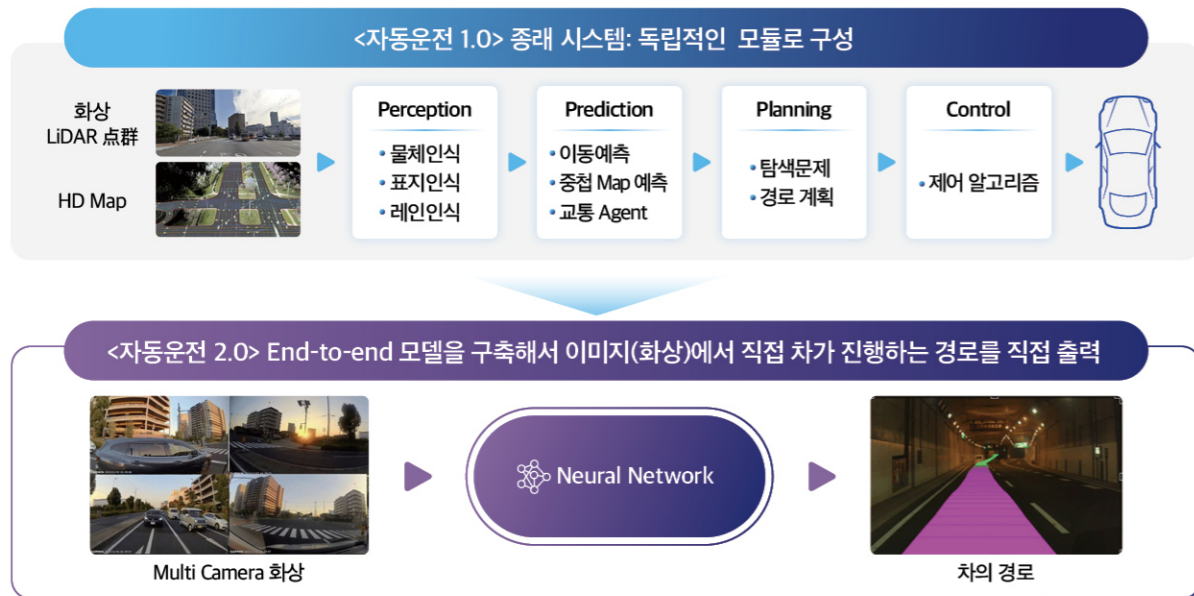 <자동운전 1.0> 종래 시스템: 독립적인 모듈로 구성
화상
LiDAR 点群
HD Map
Perception
• 물체인식
• 표지인식
• 레인인식
Prediction
• 이동예측
• 중첩 Map 예측
• 교통 Agent
Planning
• 탐색문제
• 경로 계획
Control
• 제어 알고리즘
<자동운전 2.0> End-to-end 모델을 구축해서 이미지(화상)에서 직접 차가 진행하는 경로를 직접 출력
Neural Network
Multi Camera 화상
차의 경로